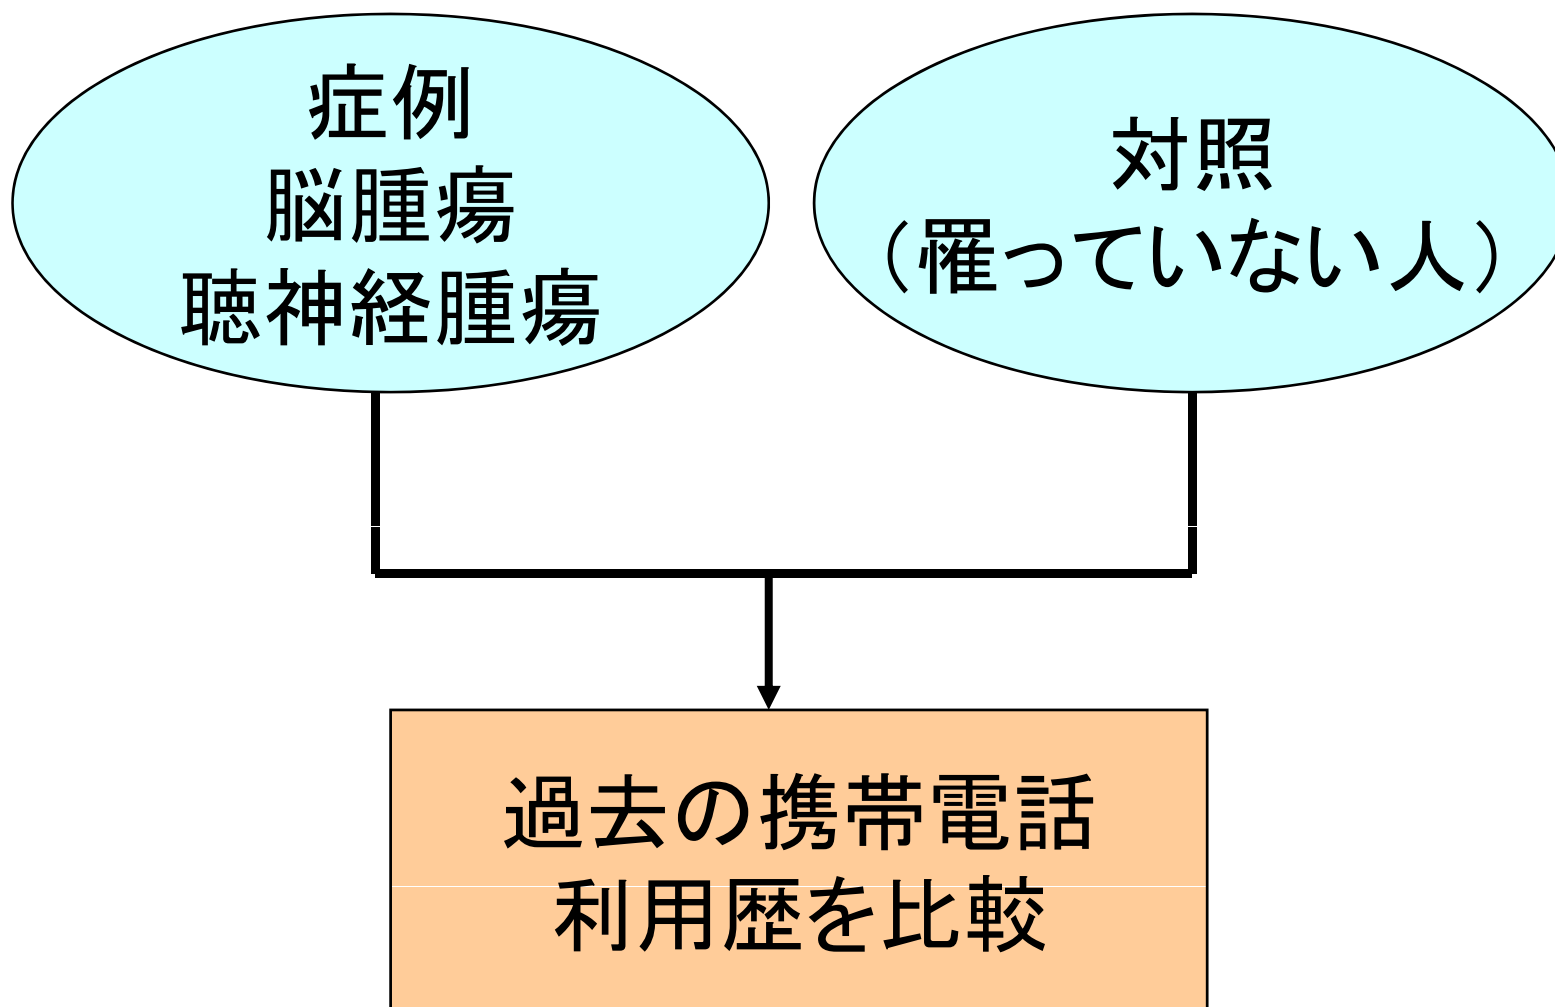 症例
脳腫瘍
聴神経腫瘍
対照
（罹っていない人）
過去の携帯電話
利用歴を比較